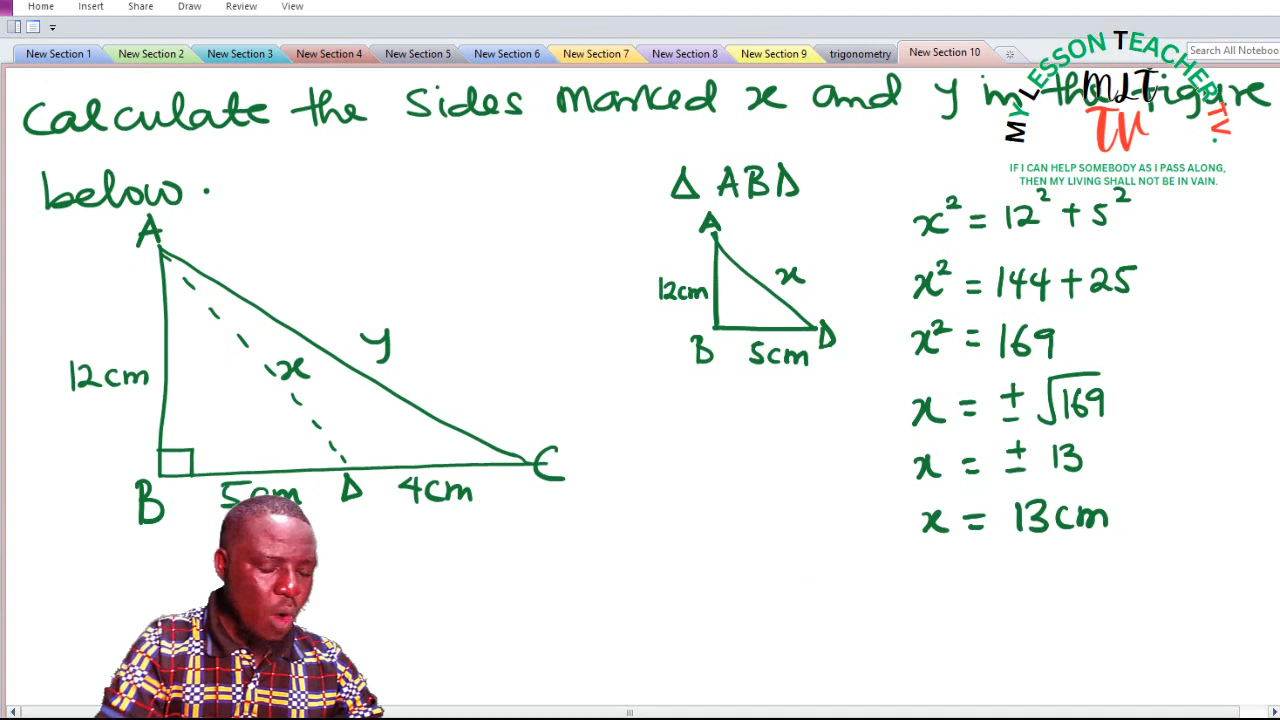 Home Insert Share Draw Review View
New Section 1 New Section 2 New Section 3 New Section 4 New Section 5 New Section 6 New Section 7 New Section 8 New Section 9 trigonometry New Section 10
Search All Noteboo
MY LESSON TEACHER TV.
MLT
TV
IF I CAN HELP SOMEBODY AS I PASS ALONG,
THEN MY LIVING SHALL NOT BE IN VAIN.
Calculate the sides marked x and y in the figure
below.
A
y
x
12cm
B 5cm D 4cm C
Δ ABD
A
12cm x
B 5cm D
x² = 12² + 5²
x² = 144 + 25
x² = 169
x = ± √169
x = ± 13
x = 13cm